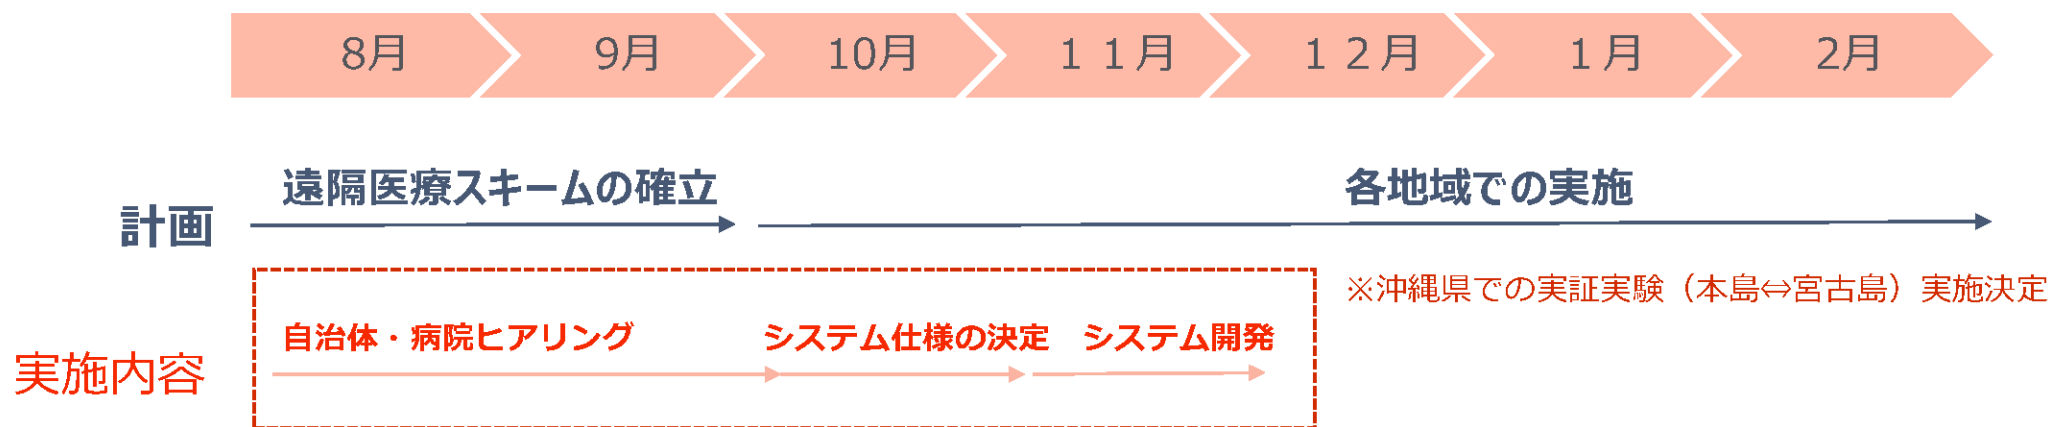 8月 9月 10月 １１月 １２月 １月 2月
遠隔医療スキームの確立 各地域での実施
計画
※沖縄県での実証実験（本島⇔宮古島）実施決定
自治体・病院ヒアリング システム仕様の決定 システム開発
実施内容